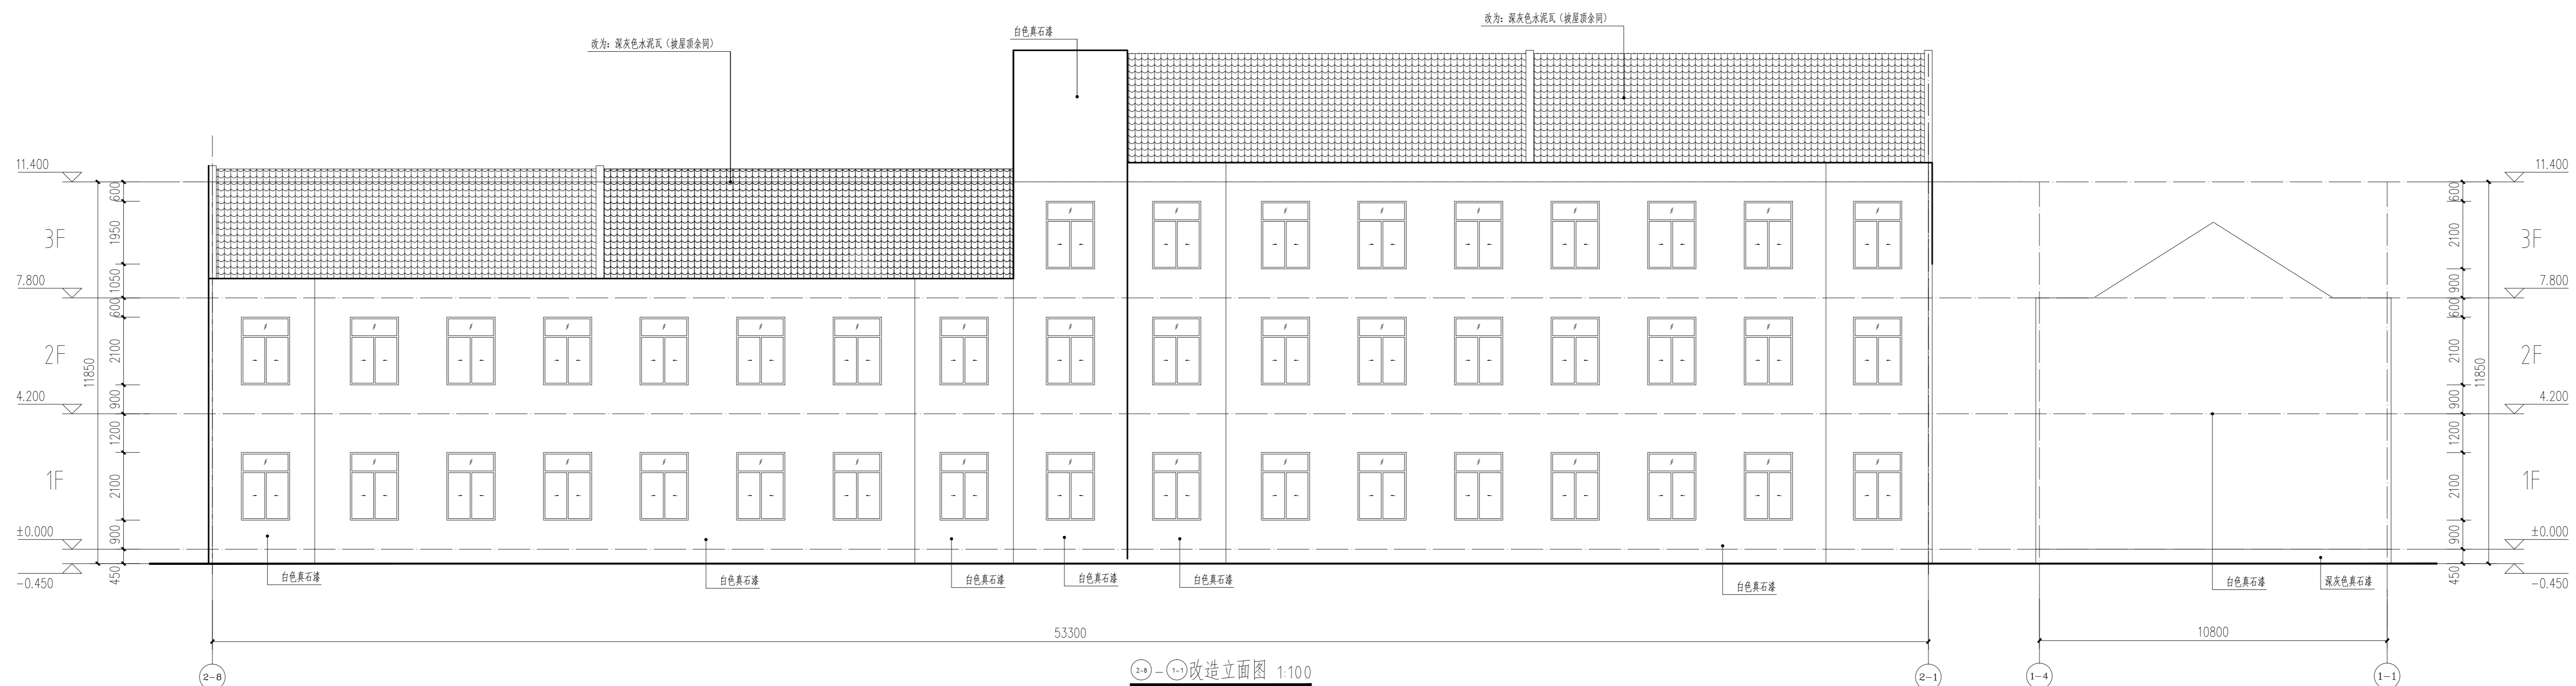 改为：深灰色水泥瓦（披屋顶余同）
白色真石漆
改为：深灰色水泥瓦（披屋顶余同）
11.400
3F
7.800
2F
4.200
1F
±0.000
-0.450
11850
600
1950
1050
600
2100
900
1200
2100
900
450
11.400
3F
7.800
2F
4.200
1F
±0.000
-0.450
600
2100
900
600
2100
900
1200
2100
900
450
11850
白色真石漆
白色真石漆
白色真石漆
白色真石漆
白色真石漆
白色真石漆
白色真石漆
深灰色真石漆
53300
10800
2-8
2-1
1-4
1-1
2-8 - 1-1 改造立面图 1:100